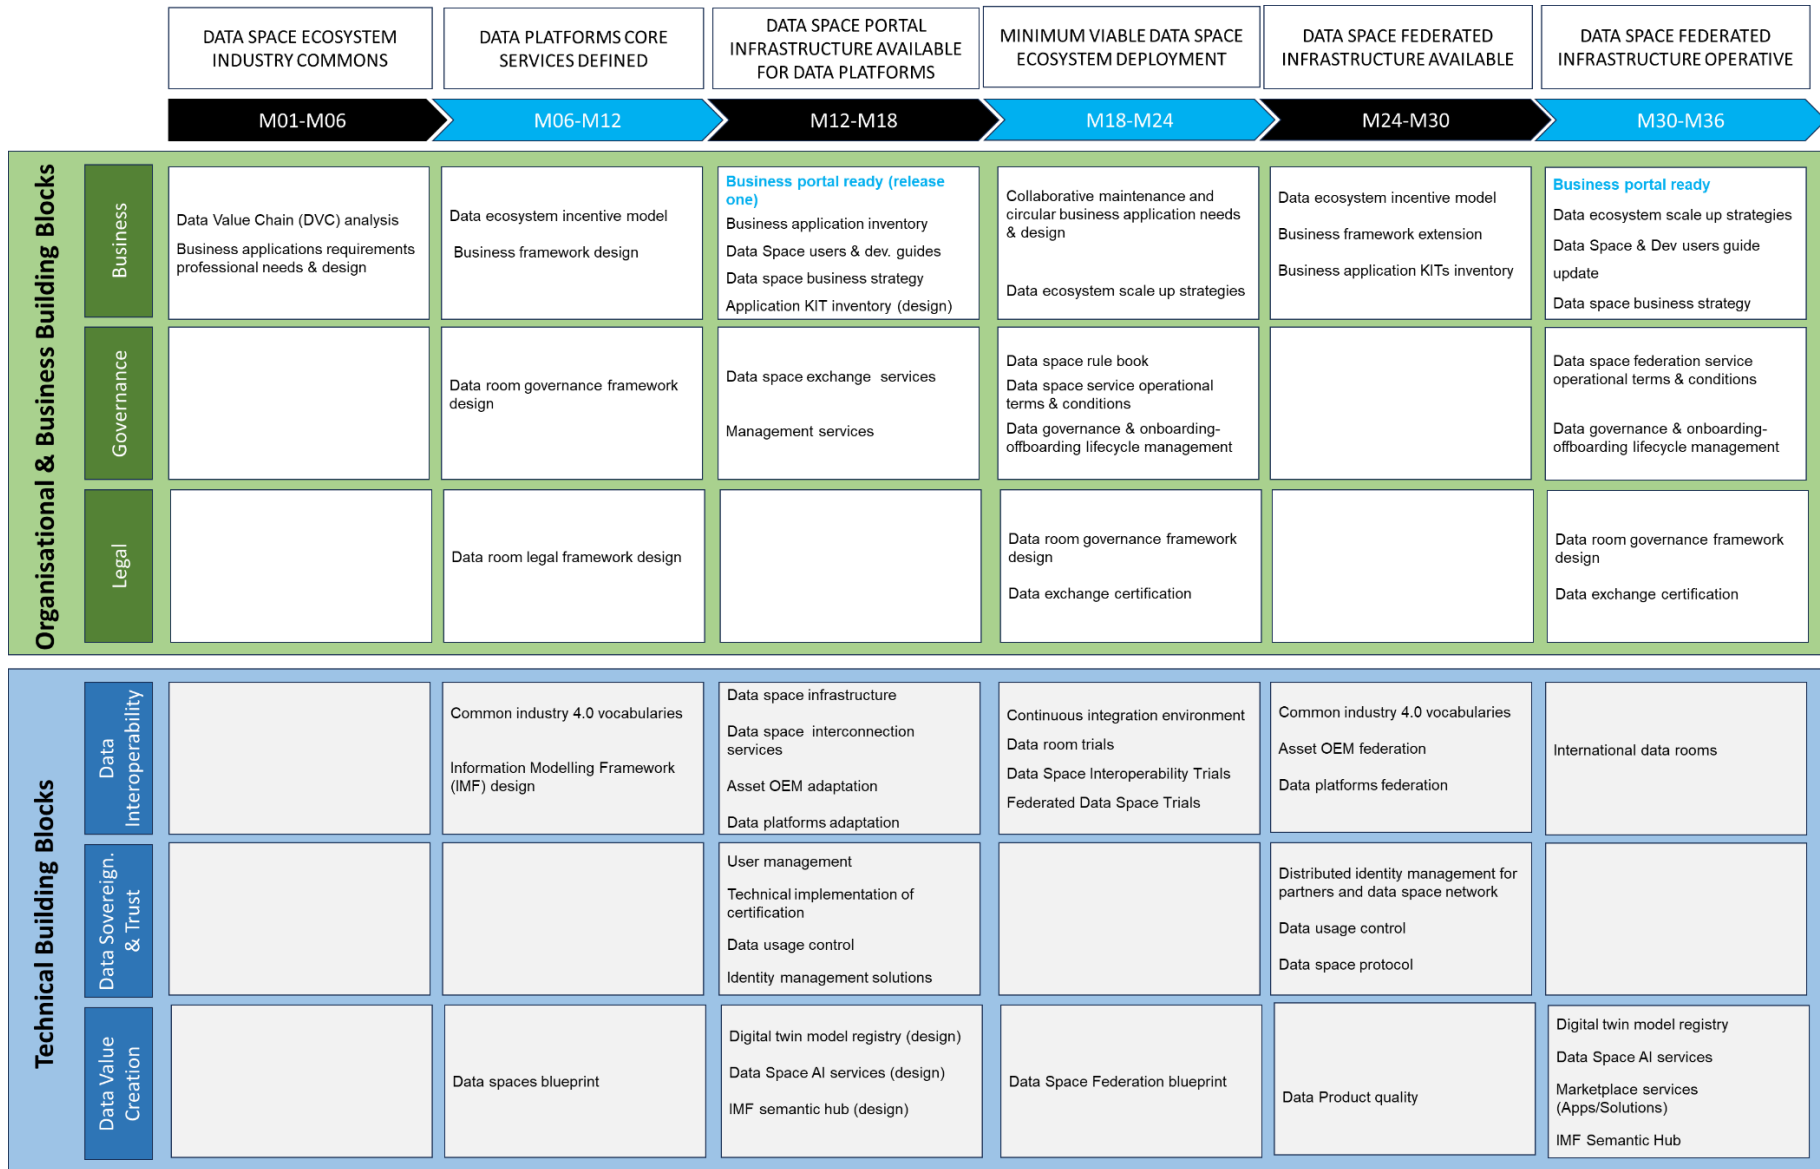 DATA SPACE ECOSYSTEM
INDUSTRY COMMONS
DATA PLATFORMS CORE
SERVICES DEFINED
DATA SPACE PORTAL
INFRASTRUCTURE AVAILABLE
FOR DATA PLATFORMS
MINIMUM VIABLE DATA SPACE
ECOSYSTEM DEPLOYMENT
DATA SPACE FEDERATED
INFRASTRUCTURE AVAILABLE
DATA SPACE FEDERATED
INFRASTRUCTURE OPERATIVE
M01-M06
M06-M12
M12-M18
M18-M24
M24-M30
M30-M36
Organisational & Business Building Blocks
Business
Data Value Chain (DVC) analysis
Business applications requirements
professional needs & design
Data ecosystem incentive model
Business framework design
Business portal ready (release
one)
Business application inventory
Data Space users & dev. guides
Data space business strategy
Application KIT inventory (design)
Collaborative maintenance and
circular business application needs
& design
Data ecosystem scale up strategies
Data ecosystem incentive model
Business framework extension
Business application KITs inventory
Business portal ready
Data ecosystem scale up strategies
Data Space & Dev users guide
update
Data space business strategy
Governance
Data room governance framework
design
Data space exchange services
Management services
Data space rule book
Data space service operational
terms & conditions
Data governance & onboarding-
offboarding lifecycle management
Data space federation service
operational terms & conditions
Data governance & onboarding-
offboarding lifecycle management
Legal
Data room legal framework design
Data room governance framework
design
Data exchange certification
Data room governance framework
design
Data exchange certification
Technical Building Blocks
Data
Interoperability
Common industry 4.0 vocabularies
Information Modelling Framework
(IMF) design
Data space infrastructure
Data space interconnection
services
Asset OEM adaptation
Data platforms adaptation
Continuous integration environment
Data room trials
Data Space Interoperability Trials
Federated Data Space Trials
Common industry 4.0 vocabularies
Asset OEM federation
Data platforms federation
International data rooms
Data Sovereign.
& Trust
User management
Technical implementation of
certification
Data usage control
Identity management solutions
Distributed identity management for
partners and data space network
Data usage control
Data space protocol
Data Value
Creation
Data spaces blueprint
Digital twin model registry (design)
Data Space AI services (design)
IMF semantic hub (design)
Data Space Federation blueprint
Data Product quality
Digital twin model registry
Data Space AI services
Marketplace services
(Apps/Solutions)
IMF Semantic Hub